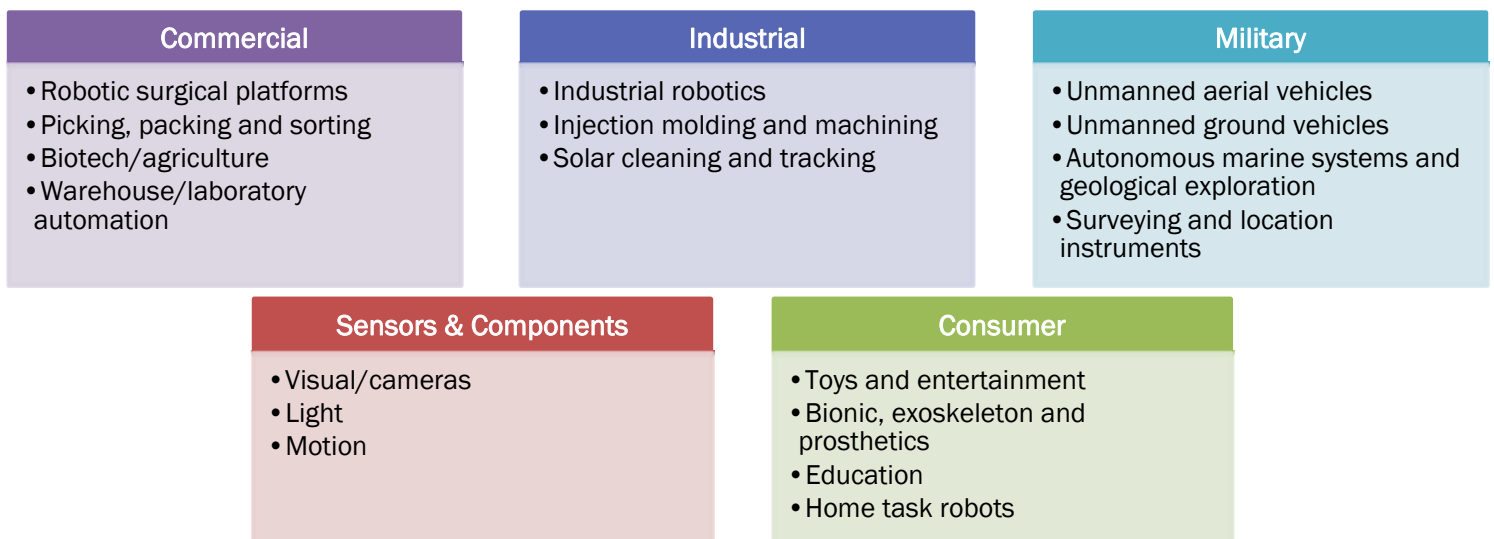 Commercial
• Robotic surgical platforms
• Picking, packing and sorting
• Biotech/agriculture
• Warehouse/laboratory
automation
Industrial
• Industrial robotics
• Injection molding and machining
• Solar cleaning and tracking
Military
• Unmanned aerial vehicles
• Unmanned ground vehicles
• Autonomous marine systems and
geological exploration
• Surveying and location
instruments
Sensors & Components
• Visual/cameras
• Light
• Motion
Consumer
• Toys and entertainment
• Bionic, exoskeleton and
prosthetics
• Education
• Home task robots